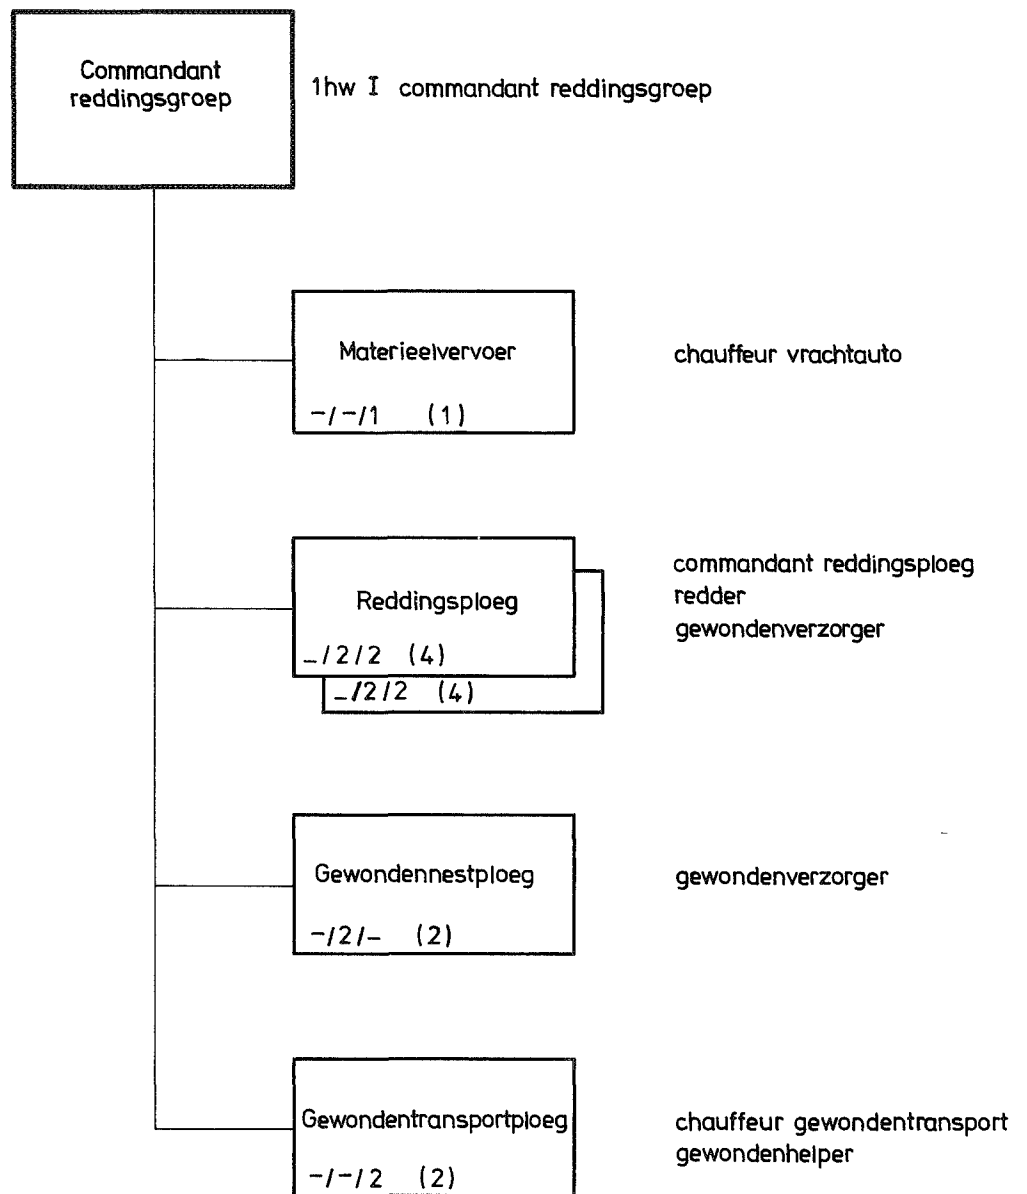 Commandant
reddingsgroep
1hw I commandant reddingsgroep
Materieelvervoer
-/-/1 (1)
chauffeur vrachtauto
Reddingsploeg
-/2/2 (4)
-/2/2 (4)
commandant reddingsploeg
redder
gewondenverzorger
Gewondennestploeg
-/2/- (2)
gewondenverzorger
Gewondentransportploeg
-/-/2 (2)
chauffeur gewondentransport
gewondenhelper